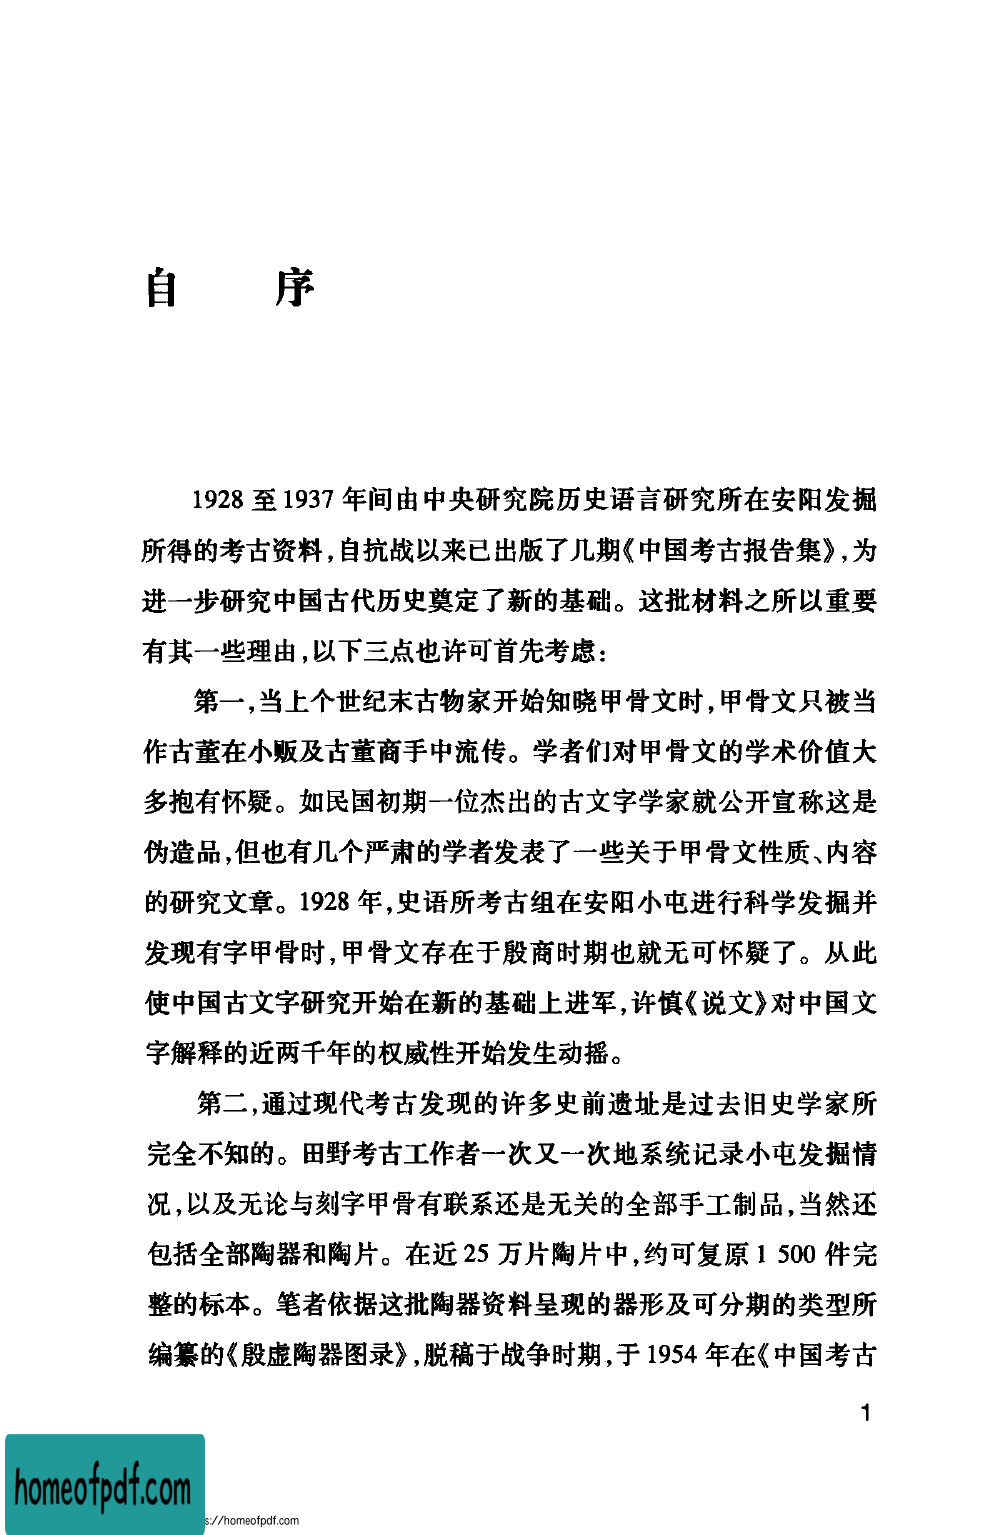 自 序
1928 至 1937 年间由中央研究院历史语言研究所在安阳发掘
所得的考古资料,自抗战以来已出版了几期《中国考古报告集》,为
进一步研究中国古代历史奠定了新的基础。这批材料之所以重要
有其一些理由,以下三点也许可首先考虑:
第一,当上个世纪末古物家开始知晓甲骨文时,甲骨文只被当
作古董在小贩及古董商手中流传。学者们对甲骨文的学术价值大
多抱有怀疑。如民国初期一位杰出的古文字学家就公开宣称这是
伪造品,但也有几个严肃的学者发表了一些关于甲骨文性质、内容
的研究文章。1928 年,史语所考古组在安阳小屯进行科学发掘并
发现有字甲骨时,甲骨文存在于殷商时期也就无可怀疑了。从此
使中国古文字研究开始在新的基础上进军,许慎《说文》对中国文
字解释的近两千年的权威性开始发生动摇。
第二,通过现代考古发现的许多史前遗址是过去旧史学家所
完全不知的。田野考古工作者一次又一次地系统记录小屯发掘情
况,以及无论与刻字甲骨有联系还是无关的全部手工制品,当然还
包括全部陶器和陶片。在近 25 万片陶片中,约可复原 1 500 件完
整的标本。笔者依据这批陶器资料呈现的器形及可分期的类型所
编纂的《殷虚陶器图录》,脱稿于战争时期,于 1954 年在《中国考古
1
homeofpdf.com
s://homeofpdf.com